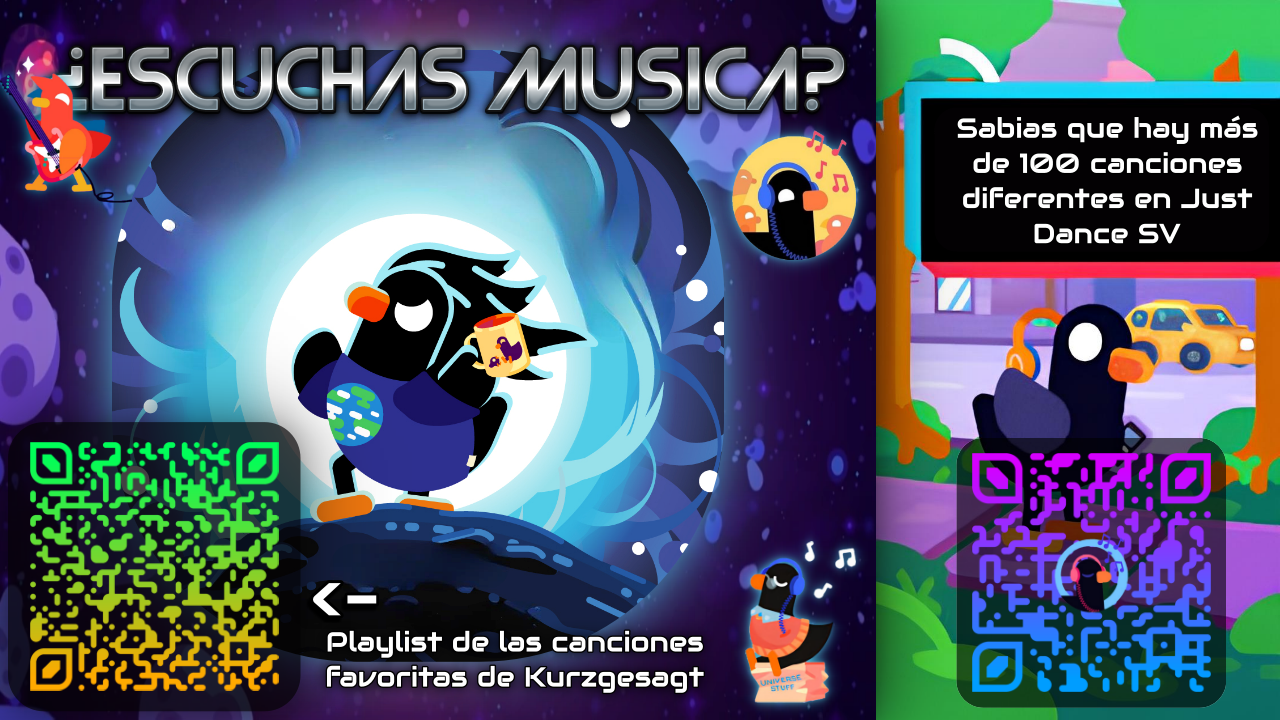 ¿ESCUCHAS MUSICA?
Sabias que hay más
de 100 canciones
diferentes en Just
Dance SV
<-
Playlist de las canciones
favoritas de Kurzgesagt
UNIVERSE
STUFF